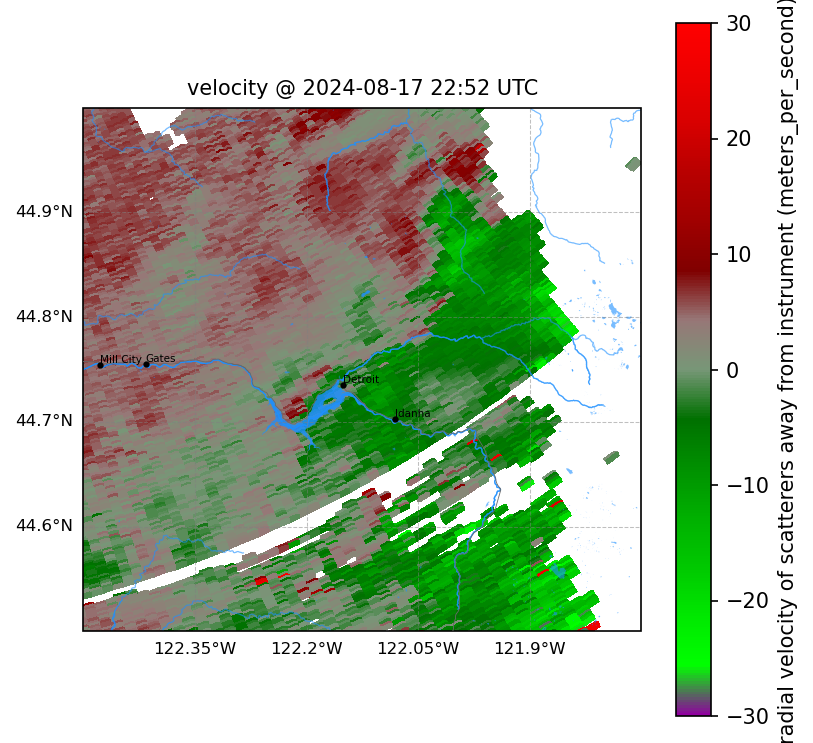 velocity @ 2024-08-17 22:52 UTC
44.9°N
44.8°N
44.7°N
44.6°N
122.35°W 122.2°W 122.05°W 121.9°W
Mill City Gates
Detroit
Idanha
30
20
10
0
−10
−20
−30
radial velocity of scatterers away from instrument (meters_per_second)